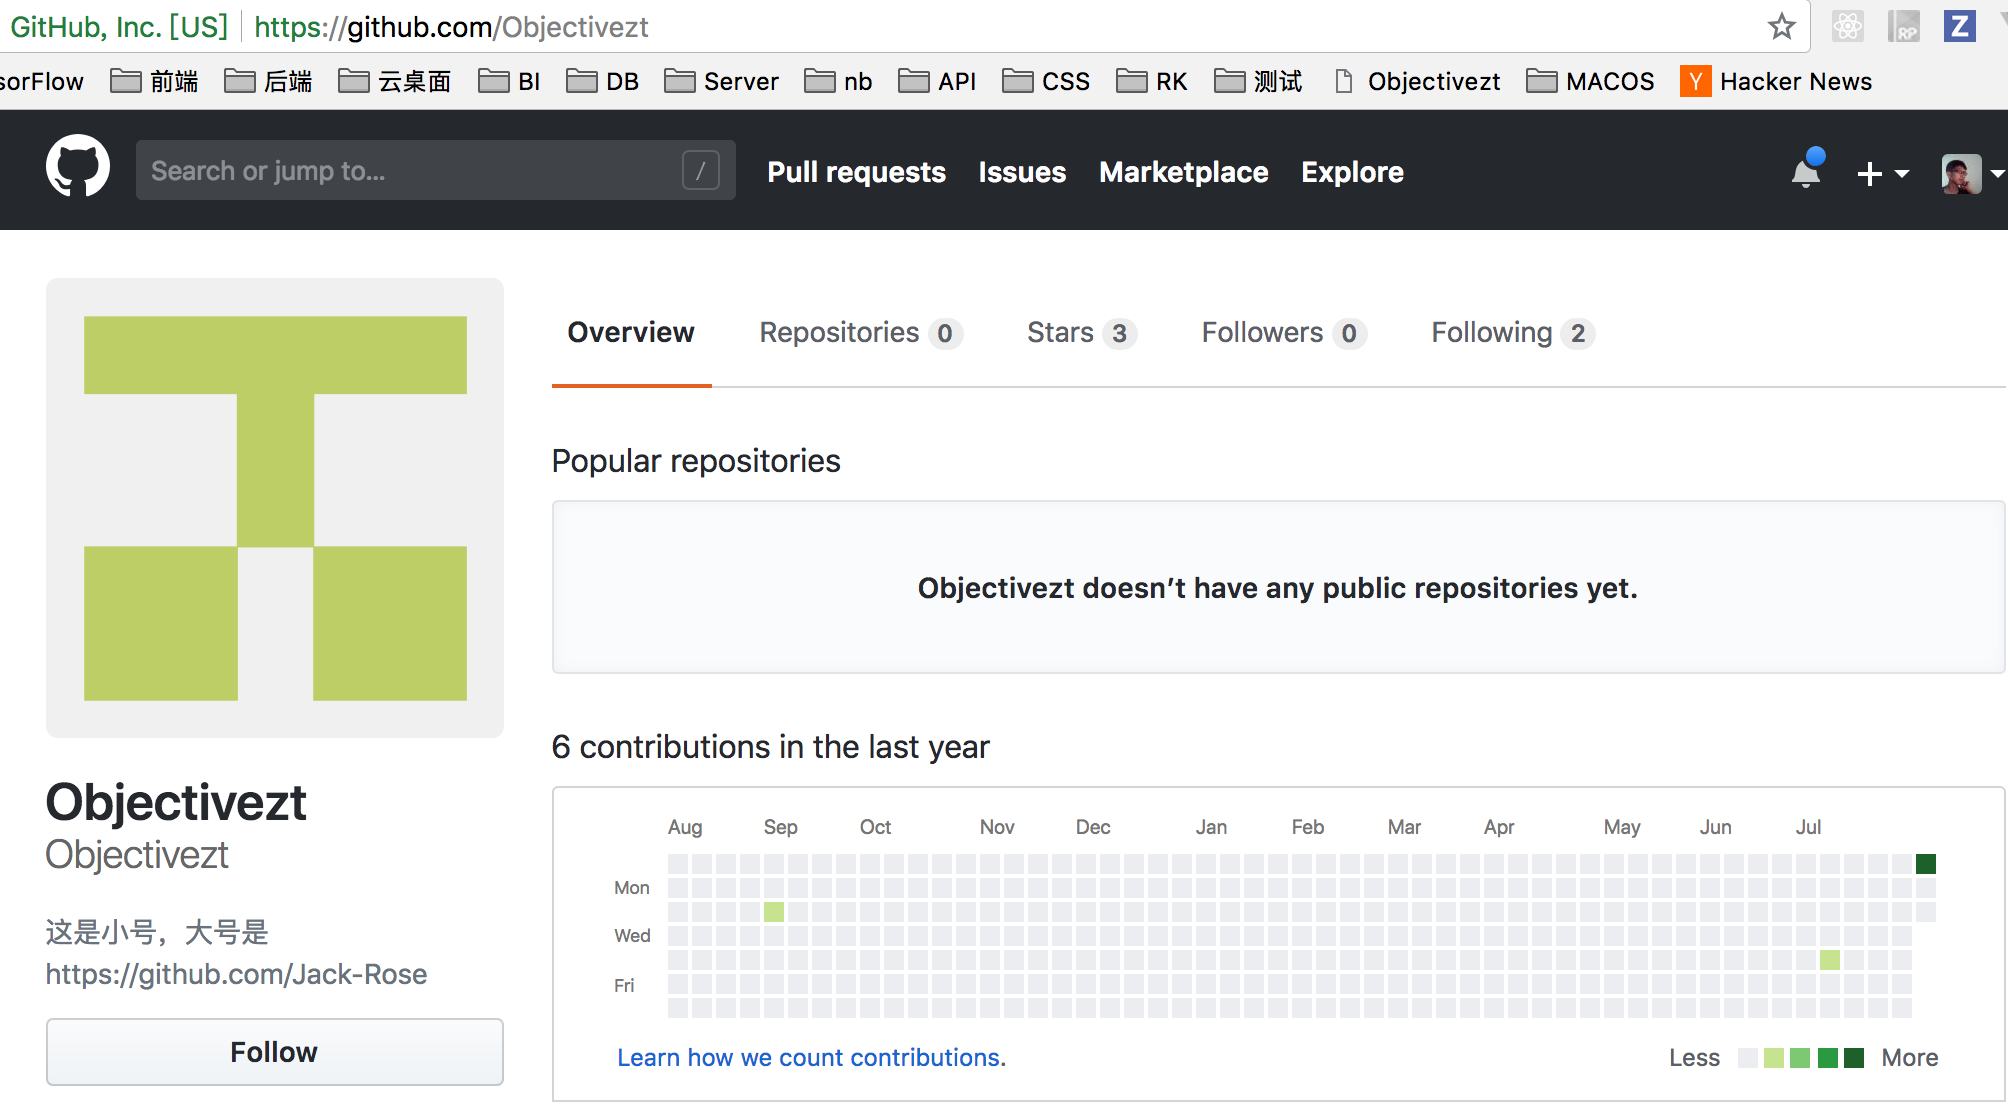 GitHub, Inc. [US] https://github.com/Objectivezt
sorFlow 前端 后端 云桌面 BI DB Server nb API CSS RK 测试 Objectivezt MACOS Y Hacker News
Search or jump to... / Pull requests Issues Marketplace Explore
Overview Repositories 0 Stars 3 Followers 0 Following 2
Popular repositories
Objectivezt doesn’t have any public repositories yet.
6 contributions in the last year
Aug Sep Oct Nov Dec Jan Feb Mar Apr May Jun Jul
Mon
Wed
Fri
Learn how we count contributions. Less More
Objectivezt
Objectivezt
这是小号，大号是
https://github.com/Jack-Rose
Follow
RP
Z